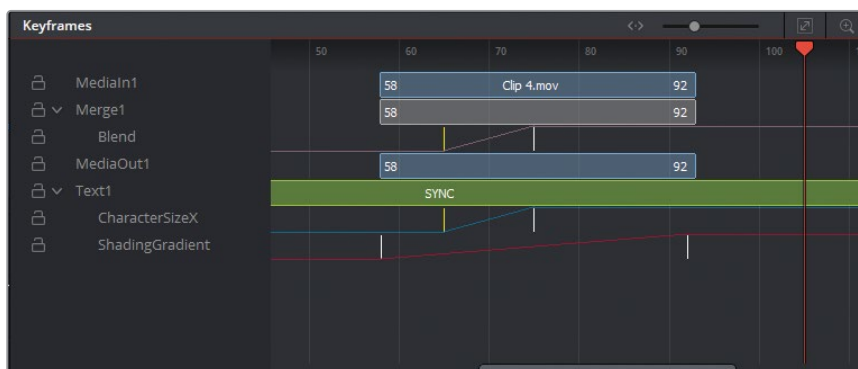 Keyframes
50 60 70 80 90 100
MediaIn1 58 Clip 4.mov 92
Merge1 58 92
Blend
MediaOut1 58 92
Text1 SYNC
CharacterSizeX
ShadingGradient